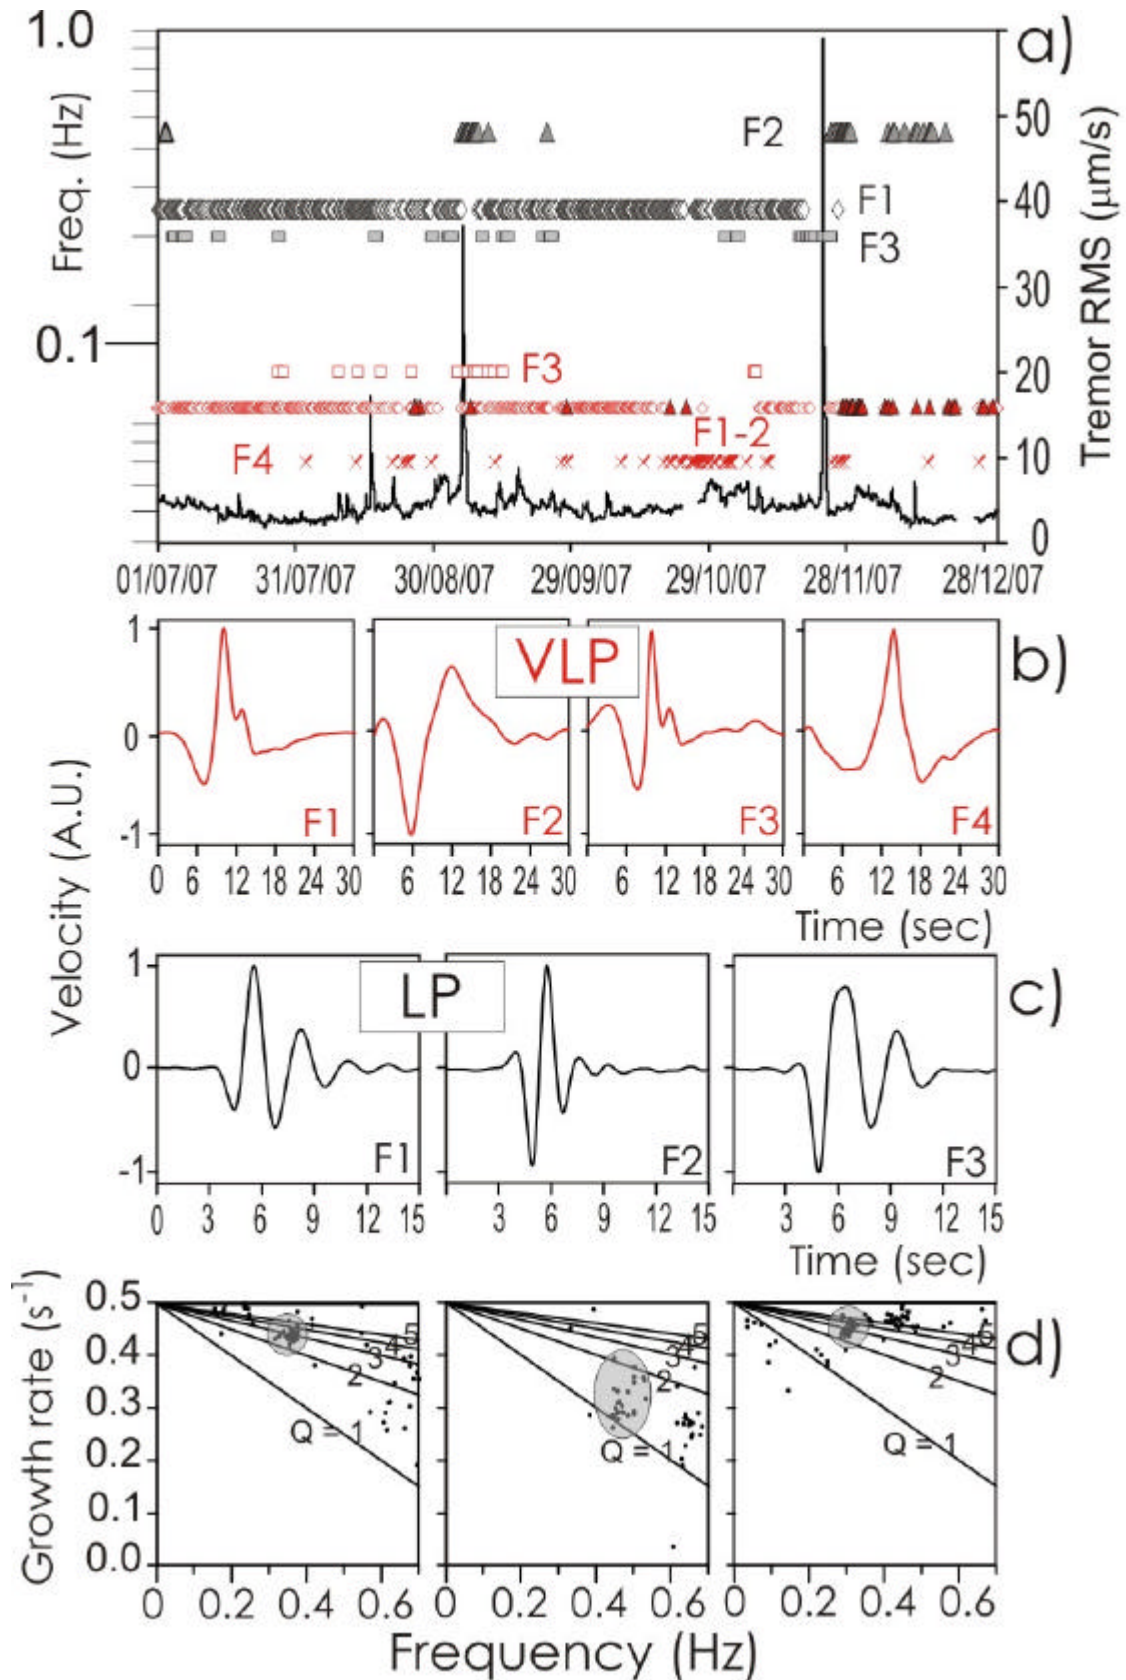 1.0
a)
Freq. (Hz)
0.1
F2
F1
F3
F3
F1-2
F4
50
40
30
20
10
0
Tremor RMS (µm/s)
01/07/07 31/07/07 30/08/07 29/09/07 29/10/07 28/11/07 28/12/07
VLP
b)
1
0
-1
F1 F2 F3 F4
0 6 12 18 24 30 6 12 18 24 30 6 12 18 24 30 6 12 18 24 30
Time (sec)
Velocity (A.U.)
LP
c)
1
0
-1
F1 F2 F3
0 3 6 9 12 15 3 6 9 12 15 3 6 9 12 15
Time (sec)
d)
Growth rate (s⁻¹)
0.5
0.4
0.3
0.2
0.1
0.0
5 4 3 2 Q = 1
5 4 3 2 Q = 1
5 4 3 2 Q = 1
0 0.2 0.4 0.6 0 0.2 0.4 0.6 0 0.2 0.4 0.6
Frequency (Hz)